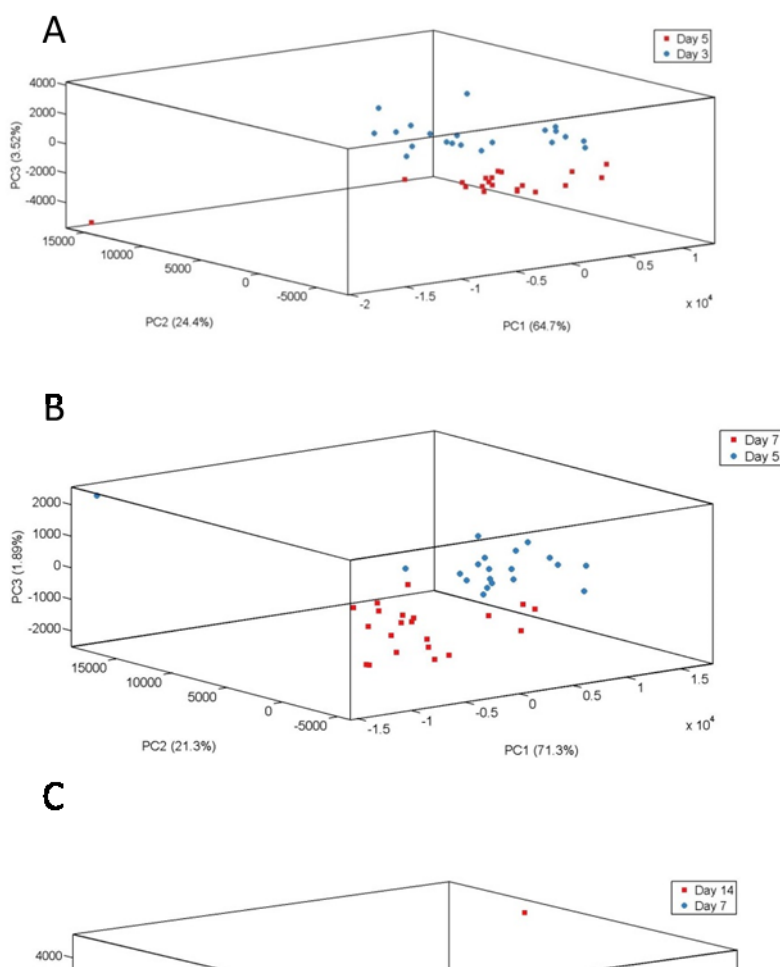 A
Day 5
Day 3
4000
2000
0
-2000
-4000
PC3 (3.52%)
15000
10000
5000
0
-5000
PC2 (24.4%)
-2
-1.5
-1
-0.5
0
0.5
1
x 10⁴
PC1 (64.7%)
B
Day 7
Day 5
2000
1000
0
-1000
-2000
PC3 (1.89%)
15000
10000
5000
0
-5000
PC2 (21.3%)
-1.5
-1
-0.5
0
0.5
1
1.5
x 10⁴
PC1 (71.3%)
C
Day 14
Day 7
4000